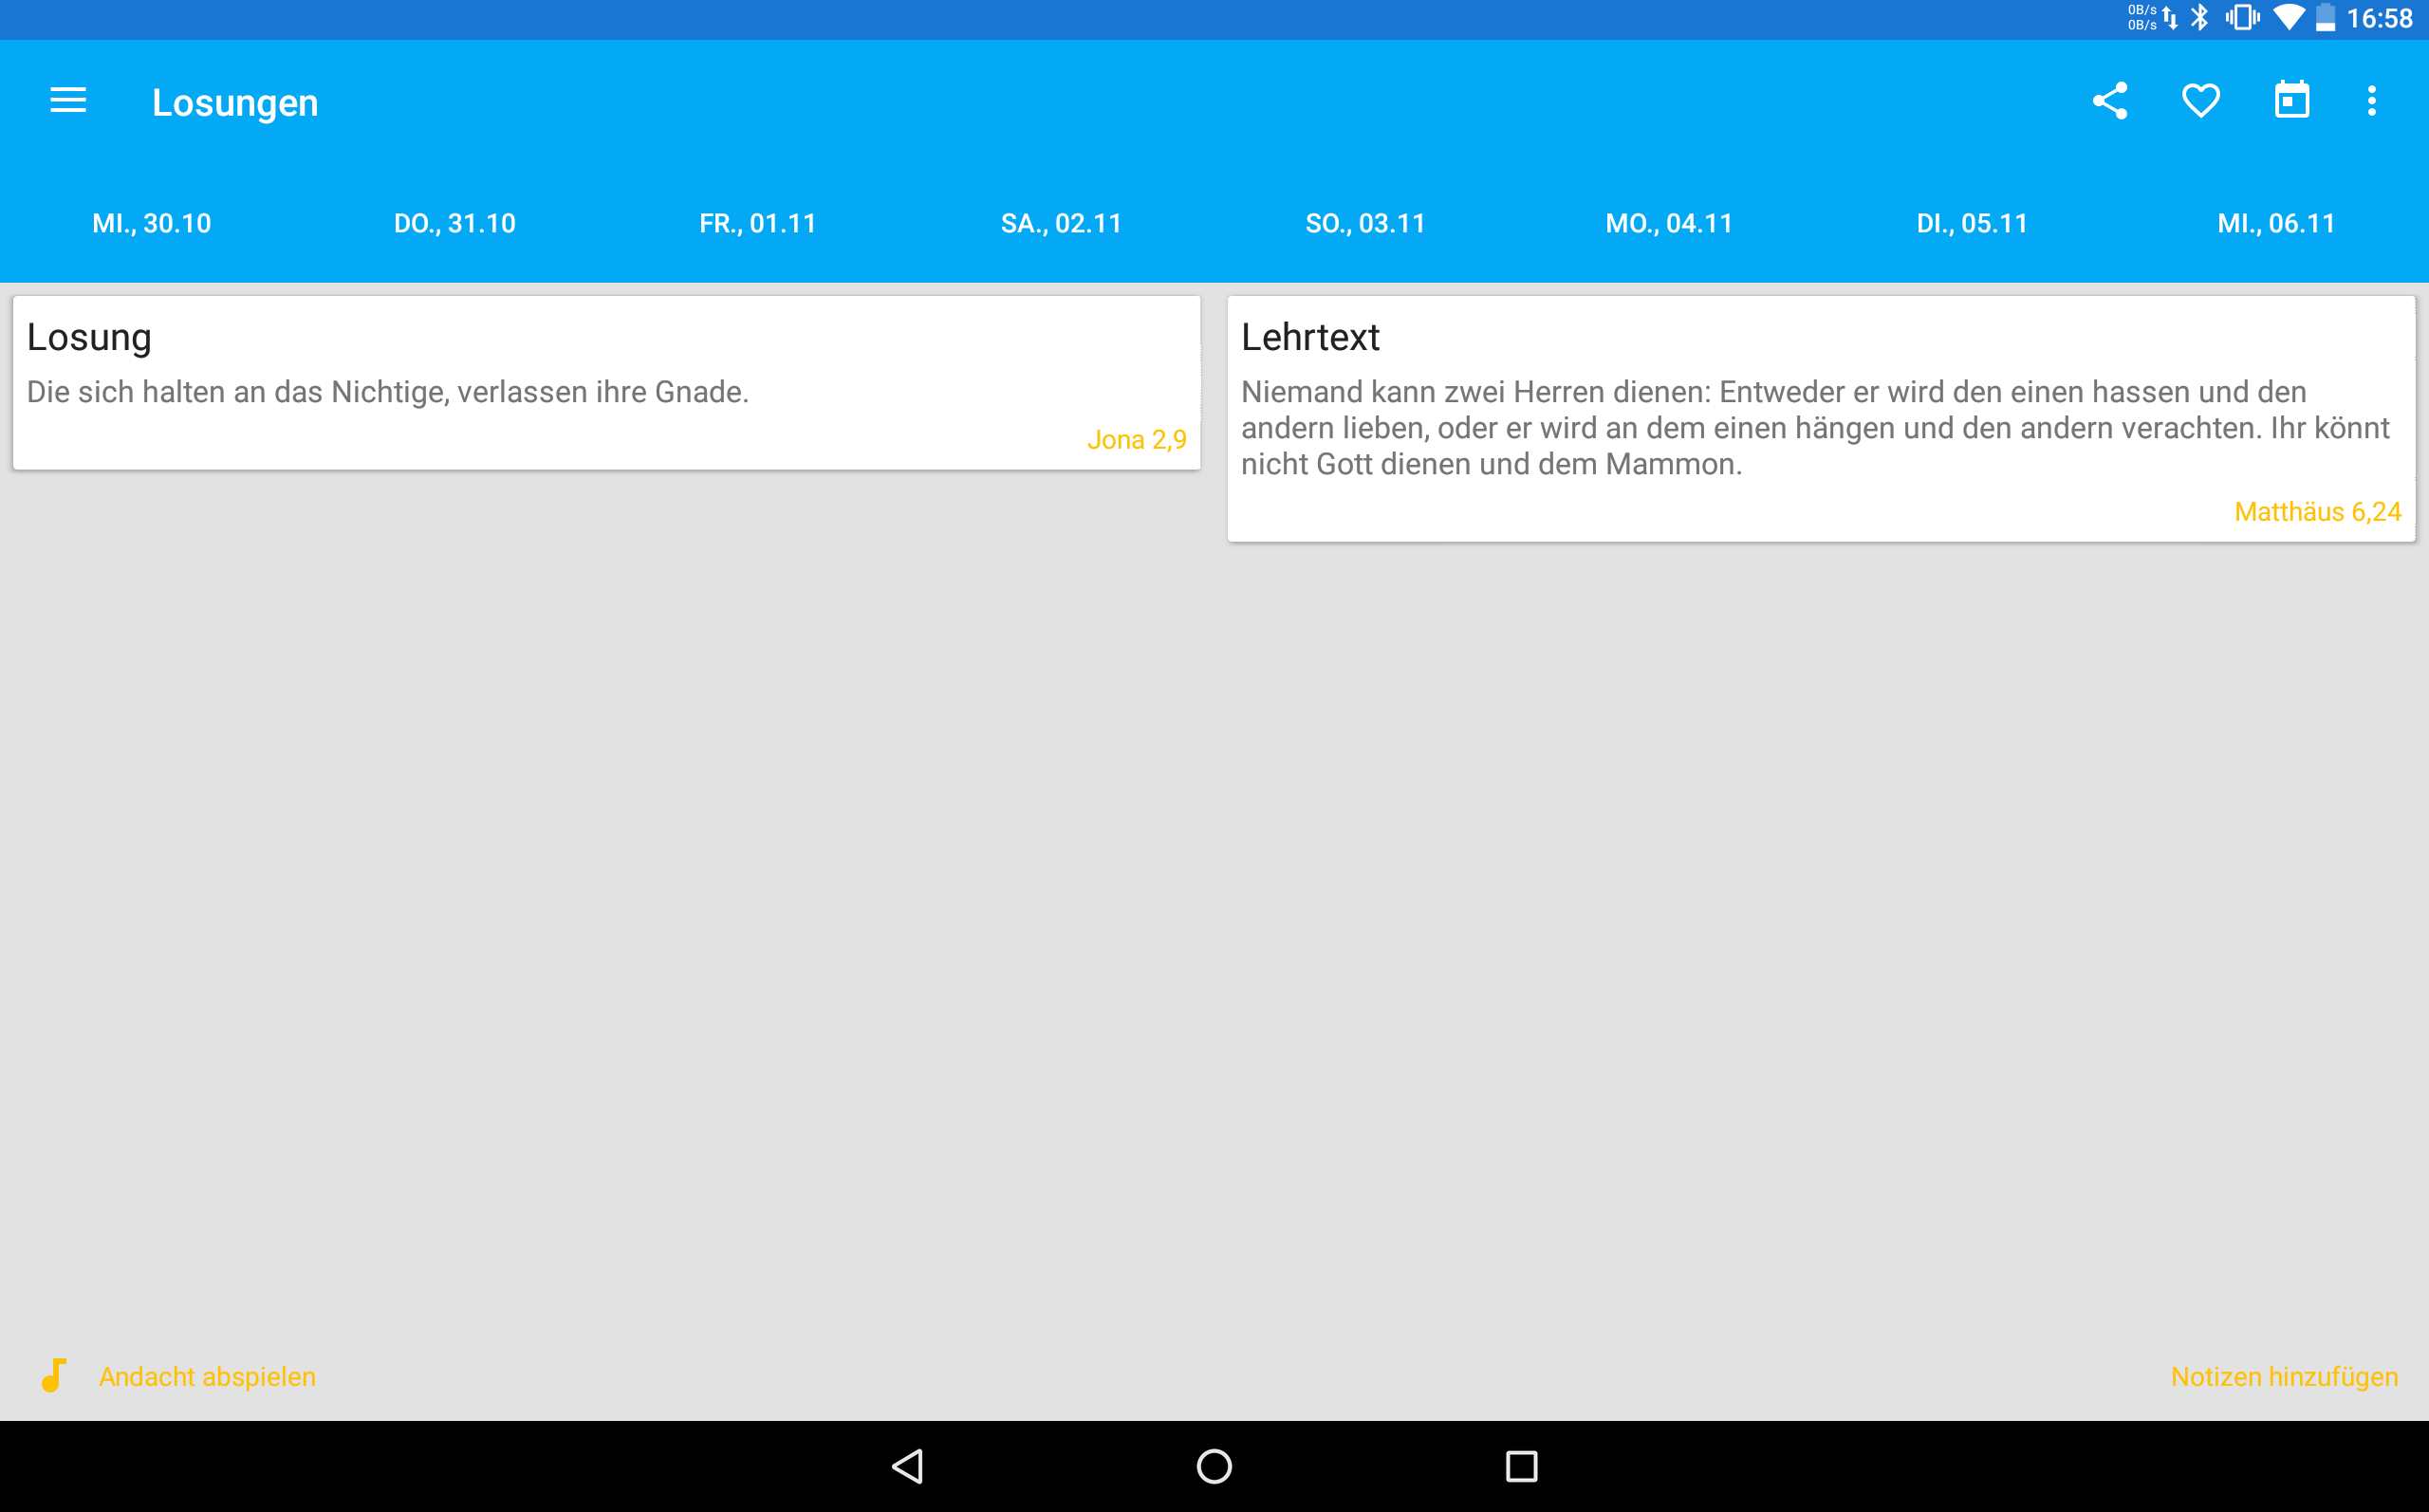 0B/s
0B/s
16:58
Losungen
MI., 30.10
DO., 31.10
FR., 01.11
SA., 02.11
SO., 03.11
MO., 04.11
DI., 05.11
MI., 06.11
Losung
Die sich halten an das Nichtige, verlassen ihre Gnade.
Jona 2,9
Lehrtext
Niemand kann zwei Herren dienen: Entweder er wird den einen hassen und den
andern lieben, oder er wird an dem einen hängen und den andern verachten. Ihr könnt
nicht Gott dienen und dem Mammon.
Matthäus 6,24
Andacht abspielen
Notizen hinzufügen